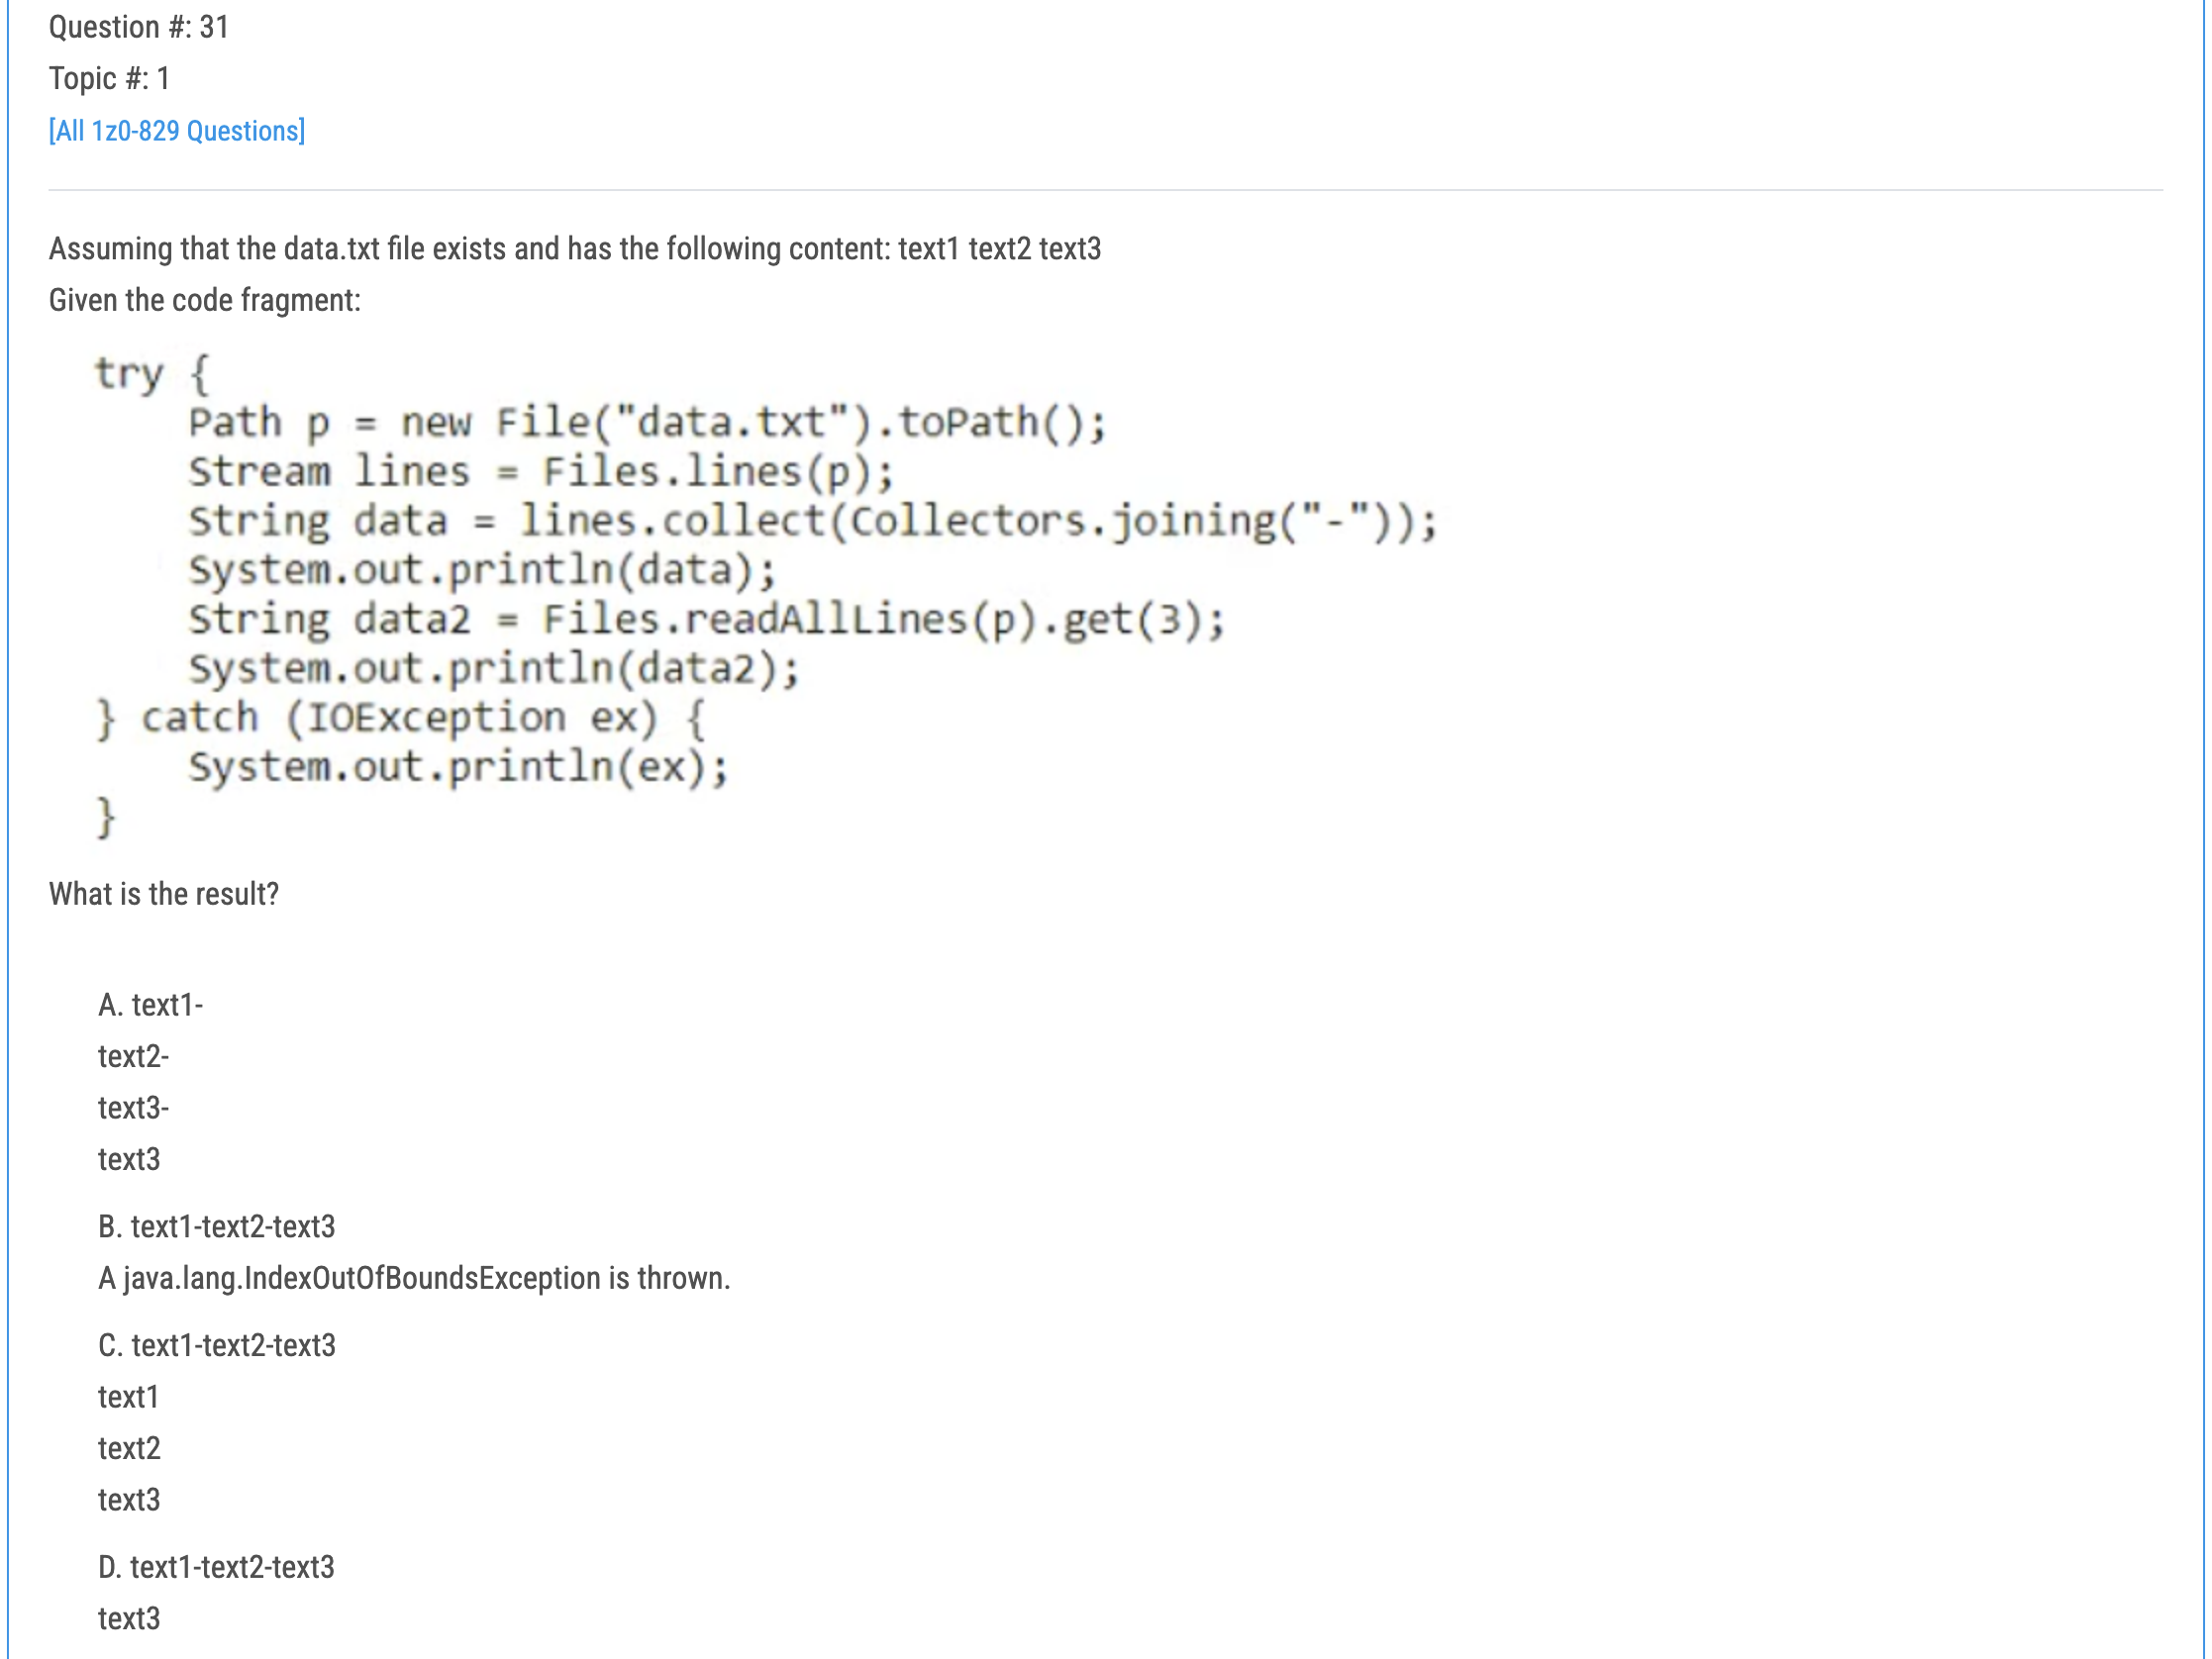 Question #: 31
Topic #: 1
[All 1z0-829 Questions]
Assuming that the data.txt file exists and has the following content: text1 text2 text3
Given the code fragment:
try {
    Path p = new File("data.txt").toPath();
    Stream lines = Files.lines(p);
    String data = lines.collect(Collectors.joining("-"));
    System.out.println(data);
    String data2 = Files.readAllLines(p).get(3);
    System.out.println(data2);
} catch (IOException ex) {
    System.out.println(ex);
}
What is the result?
A. text1-
text2-
text3-
text3
B. text1-text2-text3
A java.lang.IndexOutOfBoundsException is thrown.
C. text1-text2-text3
text1
text2
text3
D. text1-text2-text3
text3